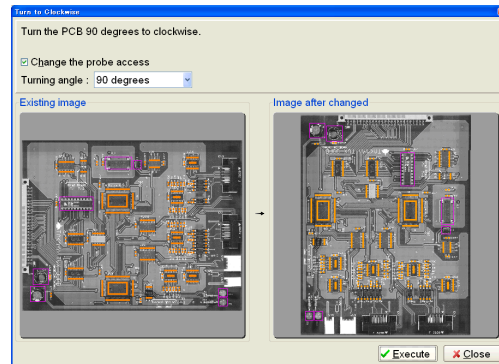 Turn to Clockwise
Turn the PCB 90 degrees to clockwise.
Change the probe access
Turning angle : 90 degrees
Existing image
Image after changed
Execute
Close